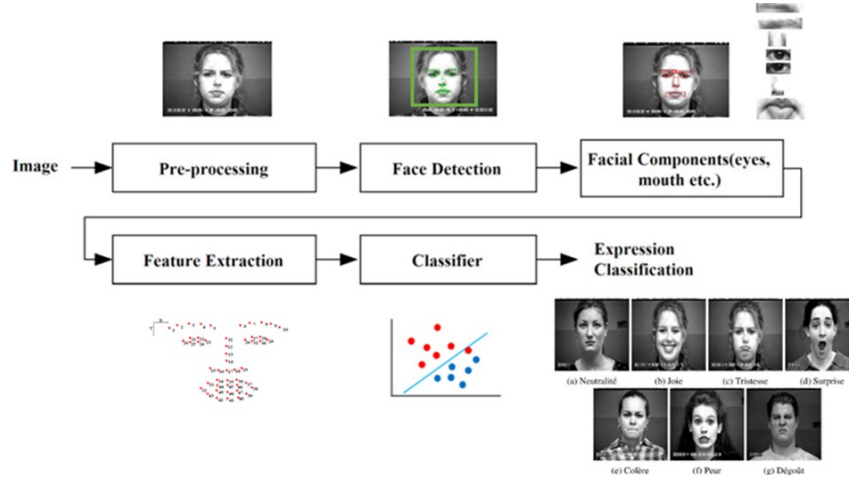 Image
Pre-processing
Face Detection
Facial Components(eyes,
mouth etc.)
Feature Extraction
Classifier
Expression
Classification
(a) Neutralité
(b) Joie
(c) Tristesse
(d) Surprise
(e) Colère
(f) Peur
(g) Dégoût